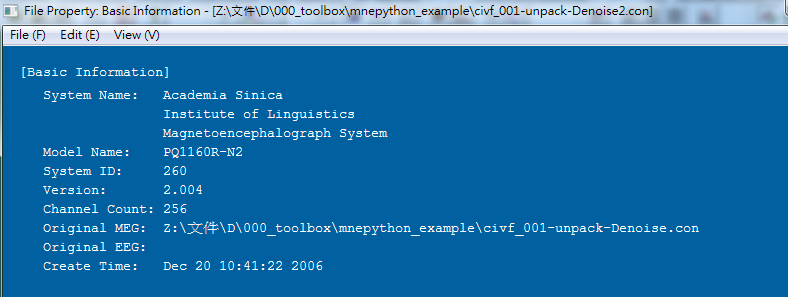 File Property: Basic Information - [Z:\文件\D\000_toolbox\mnepython_example\civf_001-unpack-Denoise2.con]
File (F) Edit (E) View (V)
[Basic Information]
System Name: Academia Sinica
Institute of Linguistics
Magnetoencephalograph System
Model Name: PQ1160R-N2
System ID: 260
Version: 2.004
Channel Count: 256
Original MEG: Z:\文件\D\000_toolbox\mnepython_example\civf_001-unpack-Denoise.con
Original EEG:
Create Time: Dec 20 10:41:22 2006